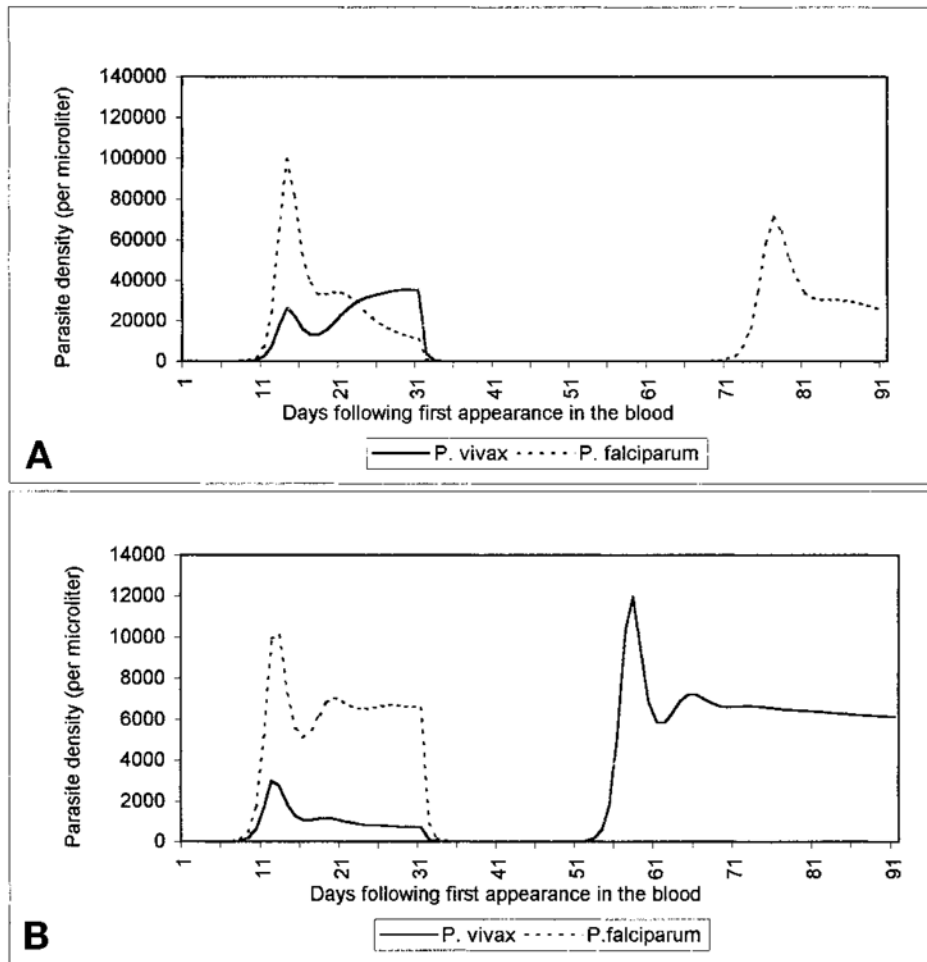 140000
120000
100000
80000
60000
40000
20000
0
Parasite density (per microliter)
1 11 21 31 41 51 61 71 81 91
Days following first appearance in the blood
A
P. vivax P. falciparum
14000
12000
10000
8000
6000
4000
2000
0
Parasite density (per microliter)
1 11 21 31 41 51 61 71 81 91
Days following first appearance in the blood
B
P. vivax P.falciparum